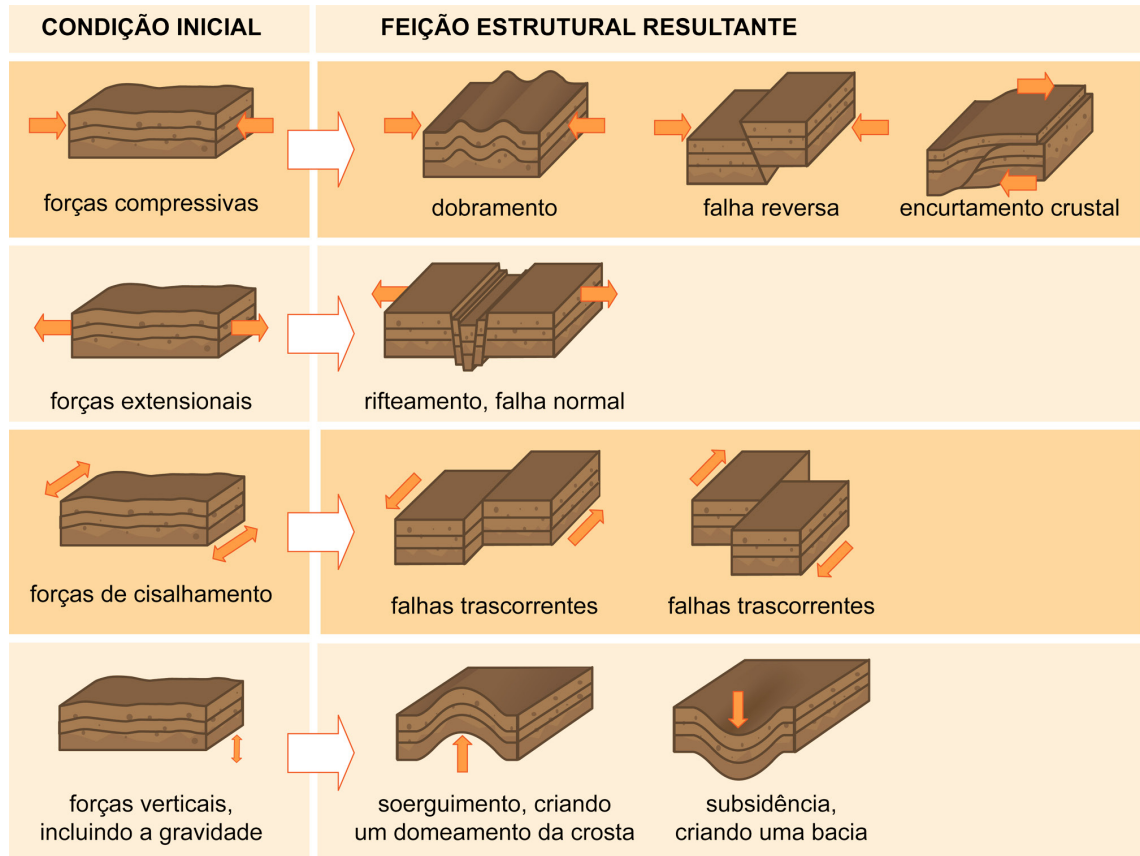 CONDIÇÃO INICIAL
FEIÇÃO ESTRUTURAL RESULTANTE
forças compressivas
dobramento
falha reversa
encurtamento crustal
forças extensionais
rifteamento, falha normal
forças de cisalhamento
falhas trascorrentes
falhas trascorrentes
forças verticais,
incluindo a gravidade
soerguimento, criando
um domeamento da crosta
subsidência,
criando uma bacia